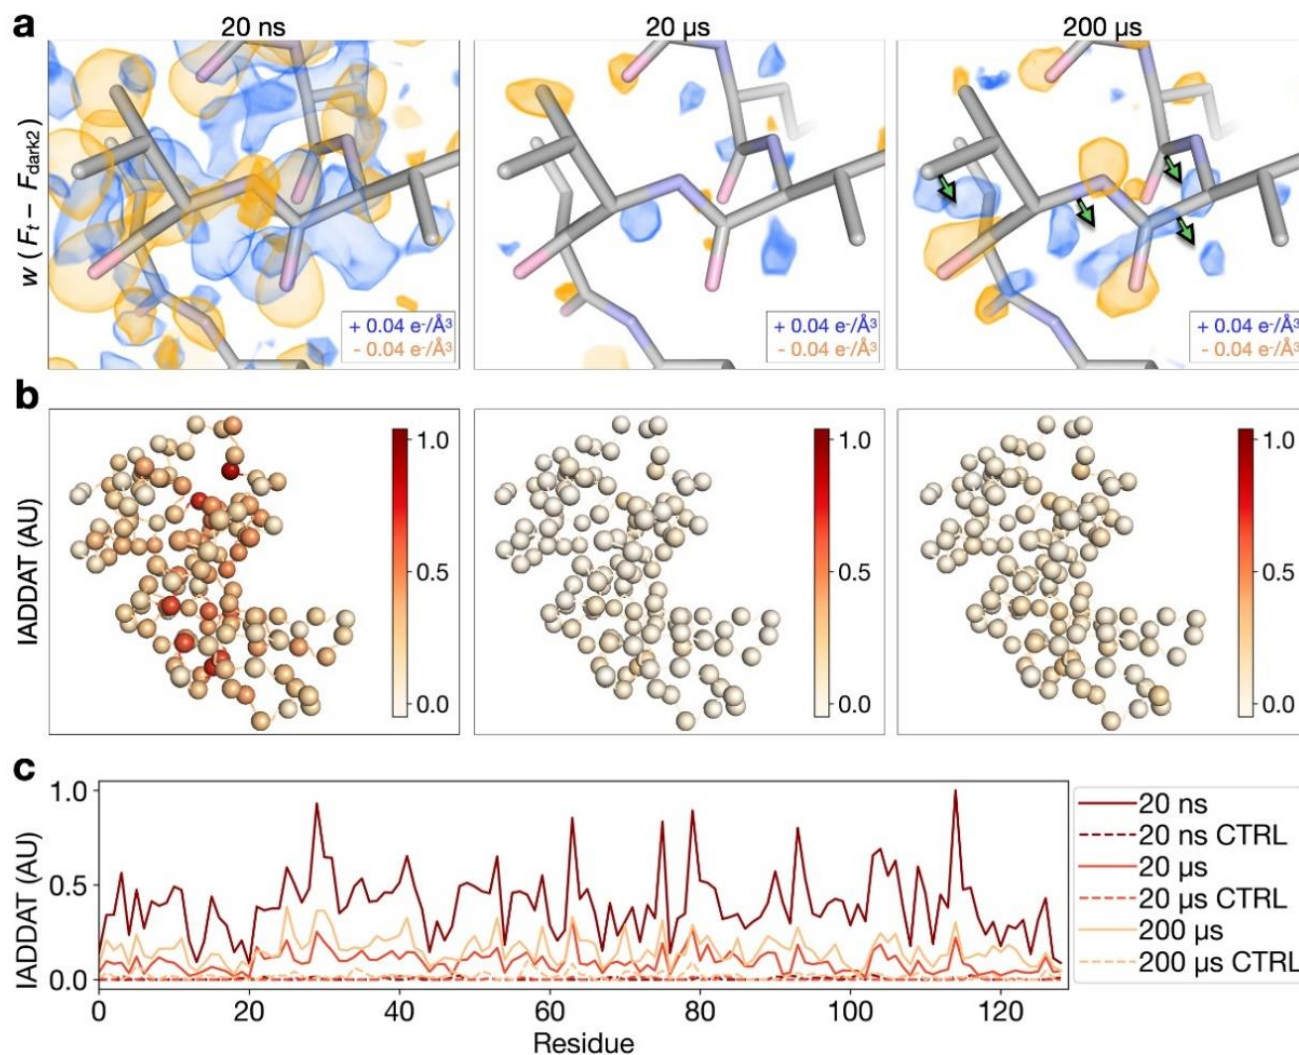 a
20 ns
20 µs
200 µs
w ( Ft − Fdark2 )
+ 0.04 e-/Å3
- 0.04 e-/Å3
+ 0.04 e-/Å3
- 0.04 e-/Å3
+ 0.04 e-/Å3
- 0.04 e-/Å3
b
IADDAT (AU)
1.0
0.5
0.0
1.0
0.5
0.0
1.0
0.5
0.0
c
IADDAT (AU)
1.0
0.5
0.0
0 20 40 60 80 100 120
Residue
20 ns
20 ns CTRL
20 µs
20 µs CTRL
200 µs
200 µs CTRL